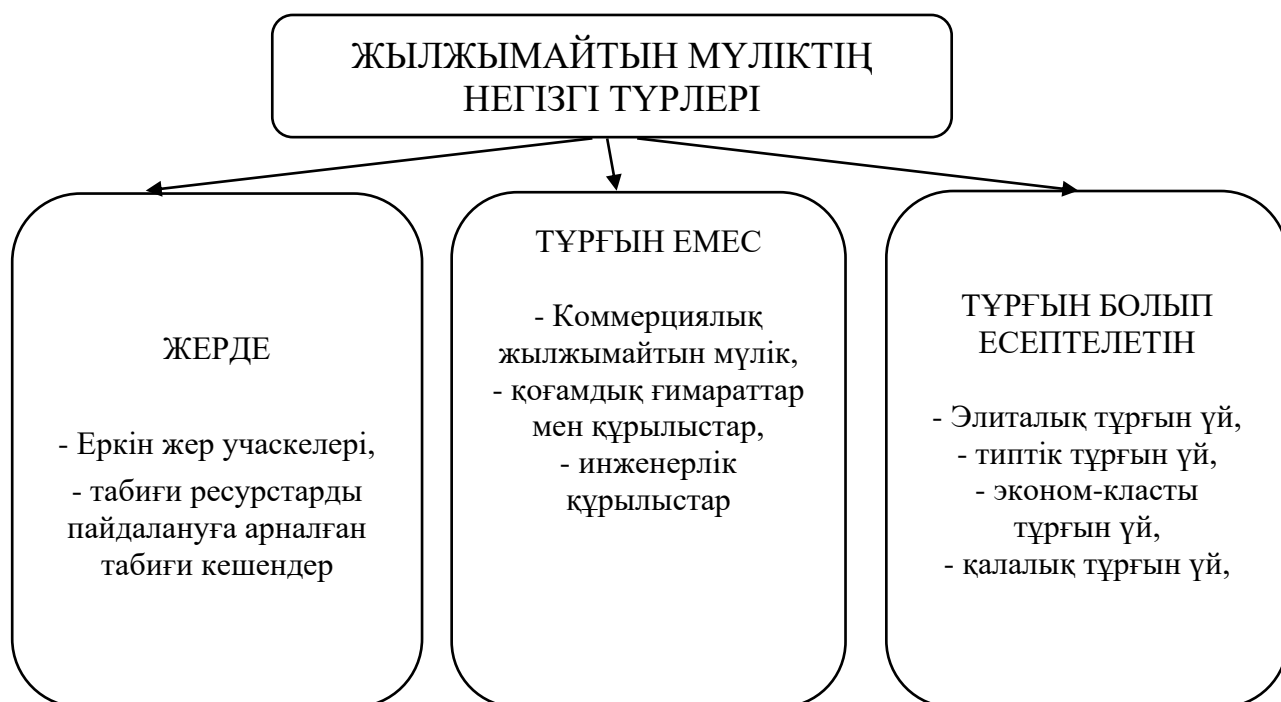 ЖЫЛЖЫМАЙТЫН МҮЛІКТІҢ
НЕГІЗГІ ТҮРЛЕРІ
ЖЕРДЕ
- Еркін жер учаскелері,
- табиғи ресурстарды
пайдалануға арналған
табиғи кешендер
ТҰРҒЫН ЕМЕС
- Коммерциялық
жылжымайтын мүлік,
- қоғамдық ғимараттар
мен құрылыстар,
- инженерлік
құрылыстар
ТҰРҒЫН БОЛЫП
ЕСЕПТЕЛЕТІН
- Элиталық тұрғын үй,
- типтік тұрғын үй,
- эконом-класты
тұрғын үй,
- қалалық тұрғын үй,